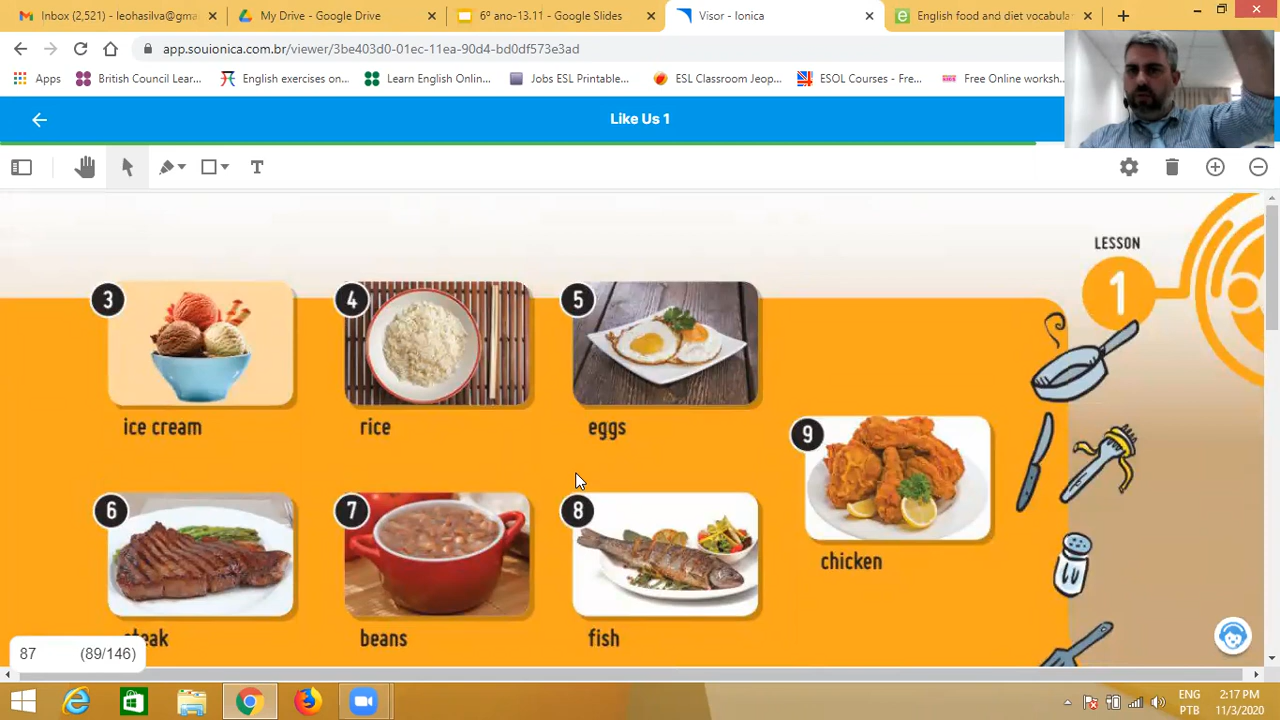 Inbox (2,521) - leohasilva@gma
My Drive - Google Drive
6º ano-13.11 - Google Slides
Visor - Ionica
English food and diet vocabula
app.souionica.com.br/viewer/3be403d0-01ec-11ea-90d4-bd0df573e3ad
Apps
British Council Lear...
English exercises on...
Learn English Onlin...
Jobs ESL Printable...
ESL Classroom Jeop...
ESOL Courses - Fre...
Free Online worksh...
Like Us 1
T
LESSON
1
3
4
5
ice cream
rice
eggs
9
chicken
6
7
8
steak
beans
fish
87 (89/146)
ENG
PTB
2:17 PM
11/3/2020